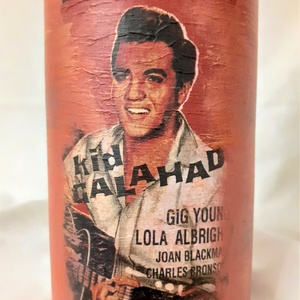 kid
GALAHAD
GIG YOUN
LOLA ALBRIGH
JOAN BLACKMA
CHARLES BRONSO